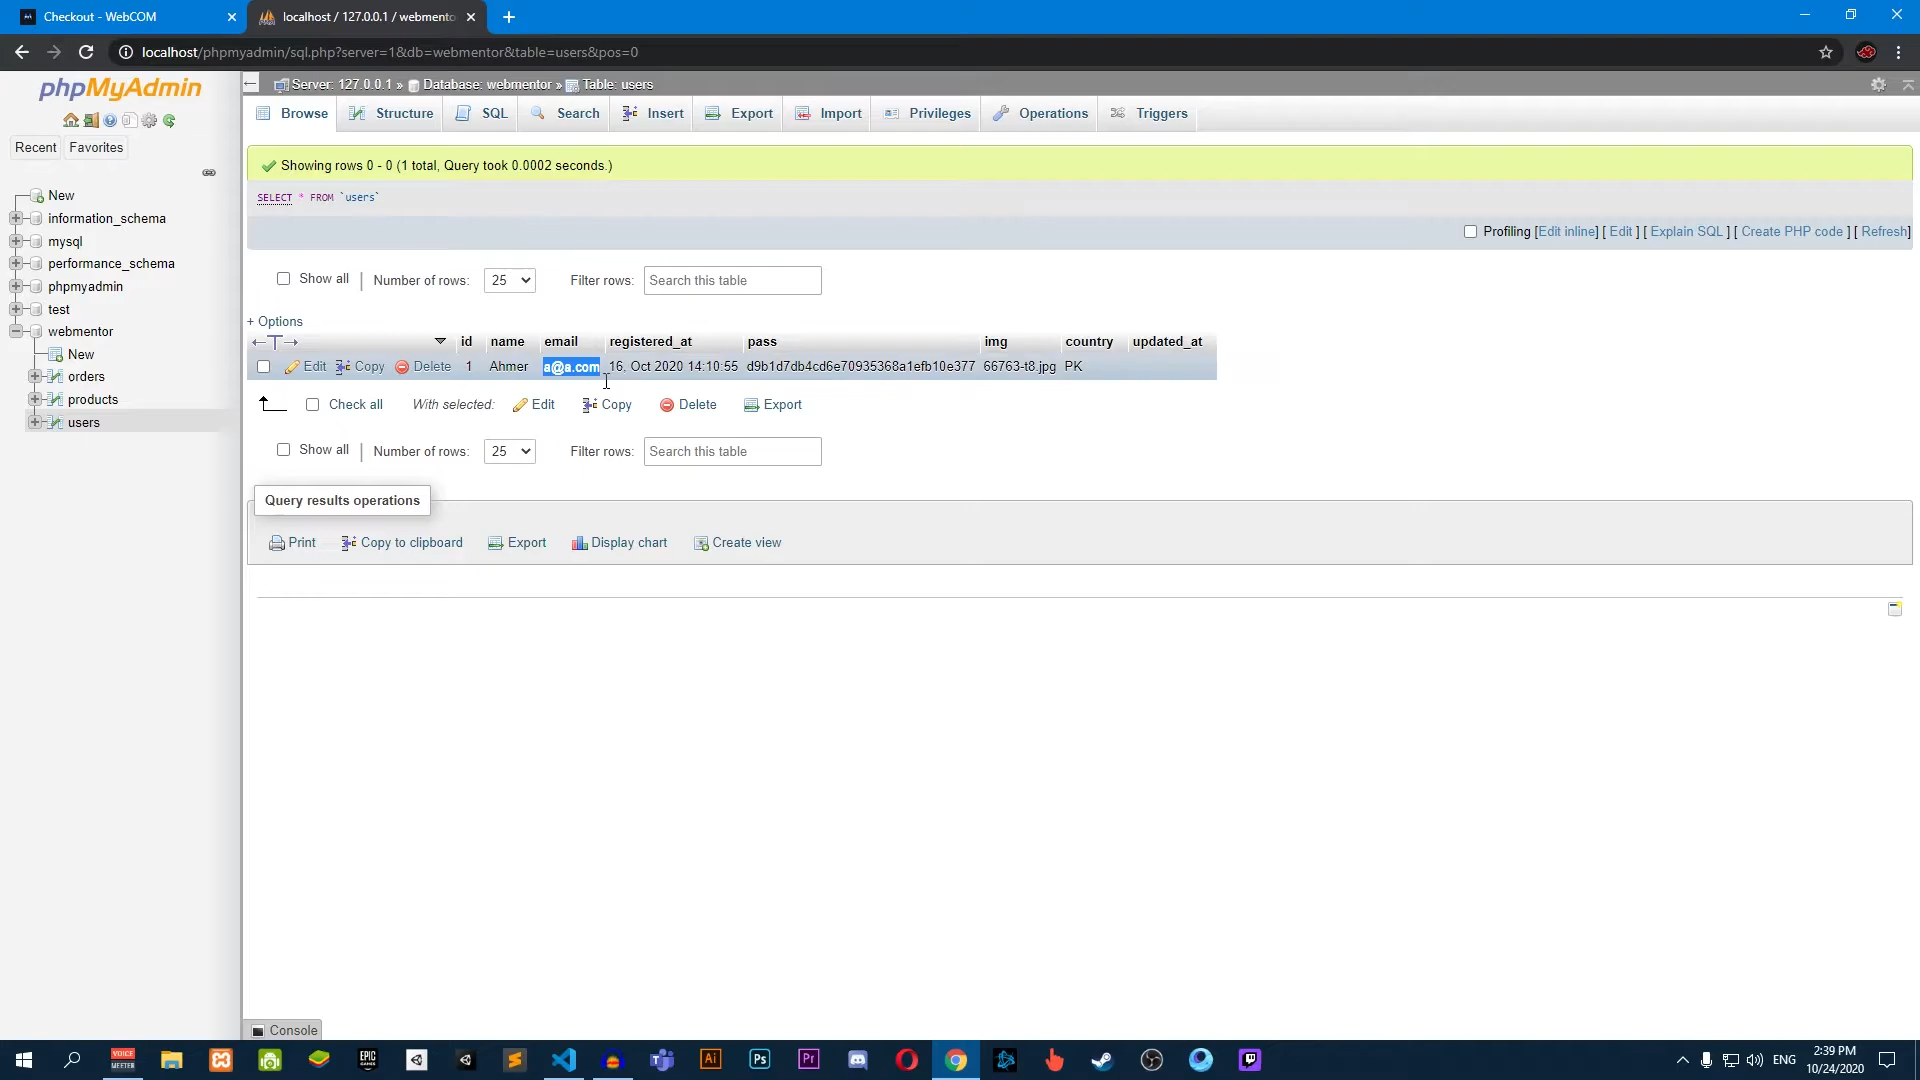 Checkout - WebCOM
localhost / 127.0.0.1 / webmento
localhost/phpmyadmin/sql.php?server=1&db=webmentor&table=users&pos=0
phpMyAdmin
Recent Favorites
New
information_schema
mysql
performance_schema
phpmyadmin
test
webmentor
New
orders
products
users
Server: 127.0.0.1 » Database: webmentor » Table: users
Browse Structure SQL Search Insert Export Import Privileges Operations Triggers
Showing rows 0 - 0 (1 total, Query took 0.0002 seconds.)
SELECT * FROM `users`
Profiling [Edit inline] [ Edit ] [ Explain SQL ] [ Create PHP code ] [ Refresh]
Show all | Number of rows: 25 Filter rows: Search this table
+ Options
←T→ id name email registered_at pass img country updated_at
Edit Copy Delete 1 Ahmer a@a.com 16, Oct 2020 14:10:55 d9b1d7db4cd6e70935368a1efb10e377 66763-t8.jpg PK
Check all With selected: Edit Copy Delete Export
Show all | Number of rows: 25 Filter rows: Search this table
Query results operations
Print Copy to clipboard Export Display chart Create view
Console
VOICE MEETER
EPIC GAMES
Ai Ps Pr
ENG
2:39 PM
10/24/2020